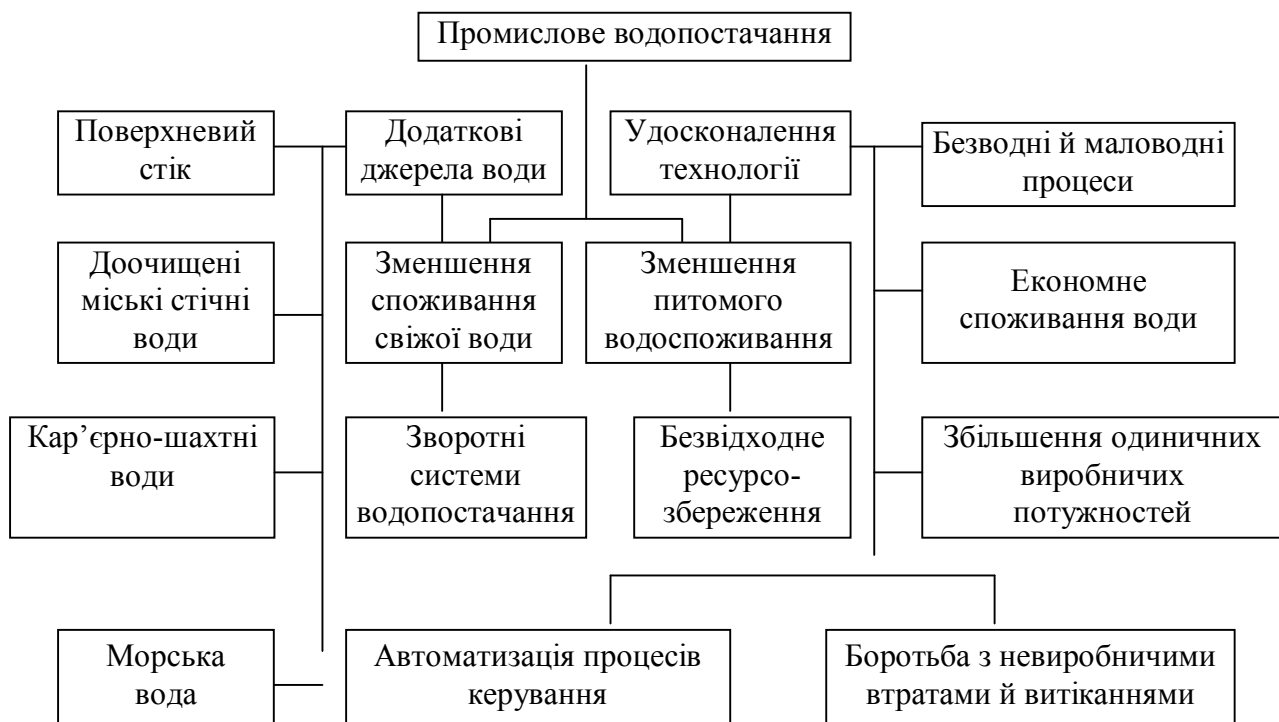 Промислове водопостачання
Поверхневий
стік
Додаткові
джерела води
Удосконалення
технології
Безводні й маловодні
процеси
Доочищені
міські стічні
води
Зменшення
споживання
свіжої води
Зменшення
питомого
водоспоживання
Економне
споживання води
Кар’єрно-шахтні
води
Зворотні
системи
водопостачання
Безвідходне
ресурсо-
збереження
Збільшення одиничних
виробничих
потужностей
Морська
вода
Автоматизація процесів
керування
Боротьба з невиробничими
втратами й витіканнями